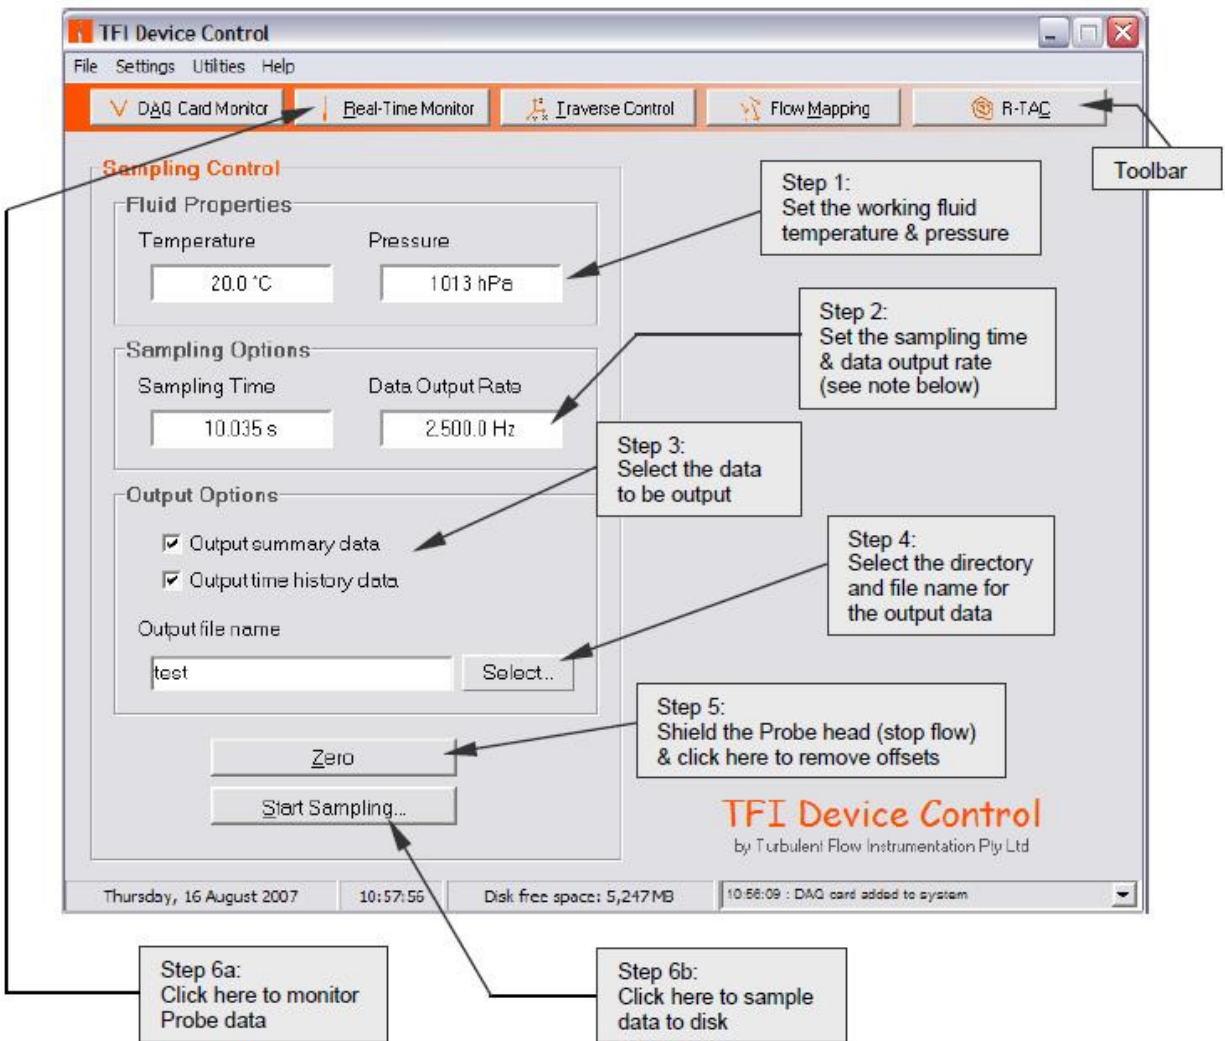 TFI Device Control
File Settings Utilities Help
DAQ Card Monitor Real-Time Monitor Traverse Control Flow Mapping R-TAC
Toolbar
Sampling Control
Fluid Properties
Temperature Pressure
20.0 °C 1013 hPa
Step 1:
Set the working fluid
temperature & pressure
Sampling Options
Sampling Time Data Output Rate
10.035 s 2,500.0 Hz
Step 2:
Set the sampling time
& data output rate
(see note below)
Step 3:
Select the data
to be output
Output Options
Output summary data
Output time history data
Output file name
test Select...
Step 4:
Select the directory
and file name for
the output data
Step 5:
Shield the Probe head (stop flow)
& click here to remove offsets
Zero
Start Sampling...
TFI Device Control
by Turbulent Flow Instrumentation Pty Ltd
Thursday, 16 August 2007 10:57:56 Disk free space: 5,247MB 10:56:09 : DAQ card added to system
Step 6a:
Click here to monitor
Probe data
Step 6b:
Click here to sample
data to disk